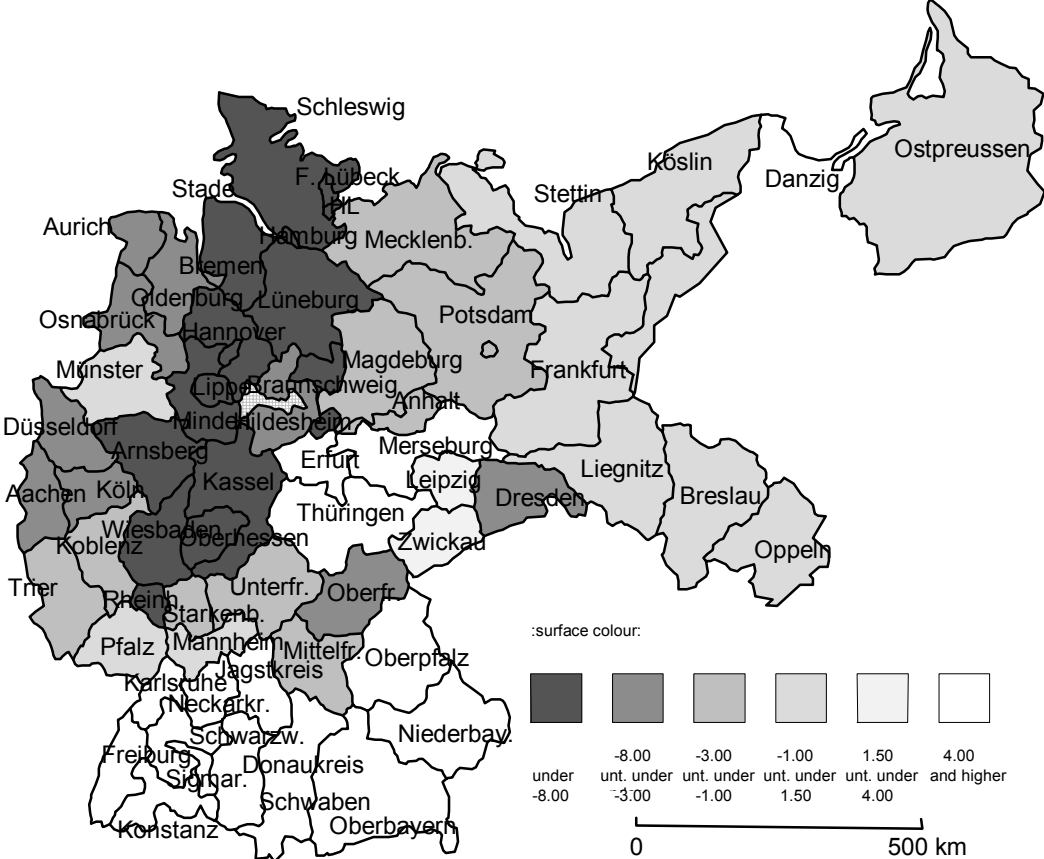 Schleswig
F. Lübeck
HL
Stade
Hamburg
Aurich
Mecklenb.
Bremen
Oldenburg
Lüneburg
Stettin
Köslin
Danzig
Ostpreussen
Osnabrück
Hannover
Potsdam
Münster
Magdeburg
Frankfurt
Lippe
Braunschweig
Anhalt
Düsseldorf
Minden
Hildesheim
Arnsberg
Merseburg
Erfurt
Leipzig
Liegnitz
Aachen
Köln
Kassel
Dresden
Breslau
Thüringen
Wiesbaden
Oberhessen
Koblenz
Zwickau
Oppeln
Trier
Unterfr.
Oberfr.
Rheinh.
Starkenb.
Pfalz
Mannheim
Mittelfr.
Oberpfalz
Jagstkreis
Karlsruhe
Neckarkr.
Schwarzw.
Niederbay.
Freiburg
Donaukreis
Sigmar.
Schwaben
Konstanz
Oberbayern
:surface colour:
-8.00 -3.00 -1.00 1.50 4.00
under unt. under unt. under unt. under unt. under and higher
-8.00 -3.00 -1.00 1.50 4.00
0 500 km